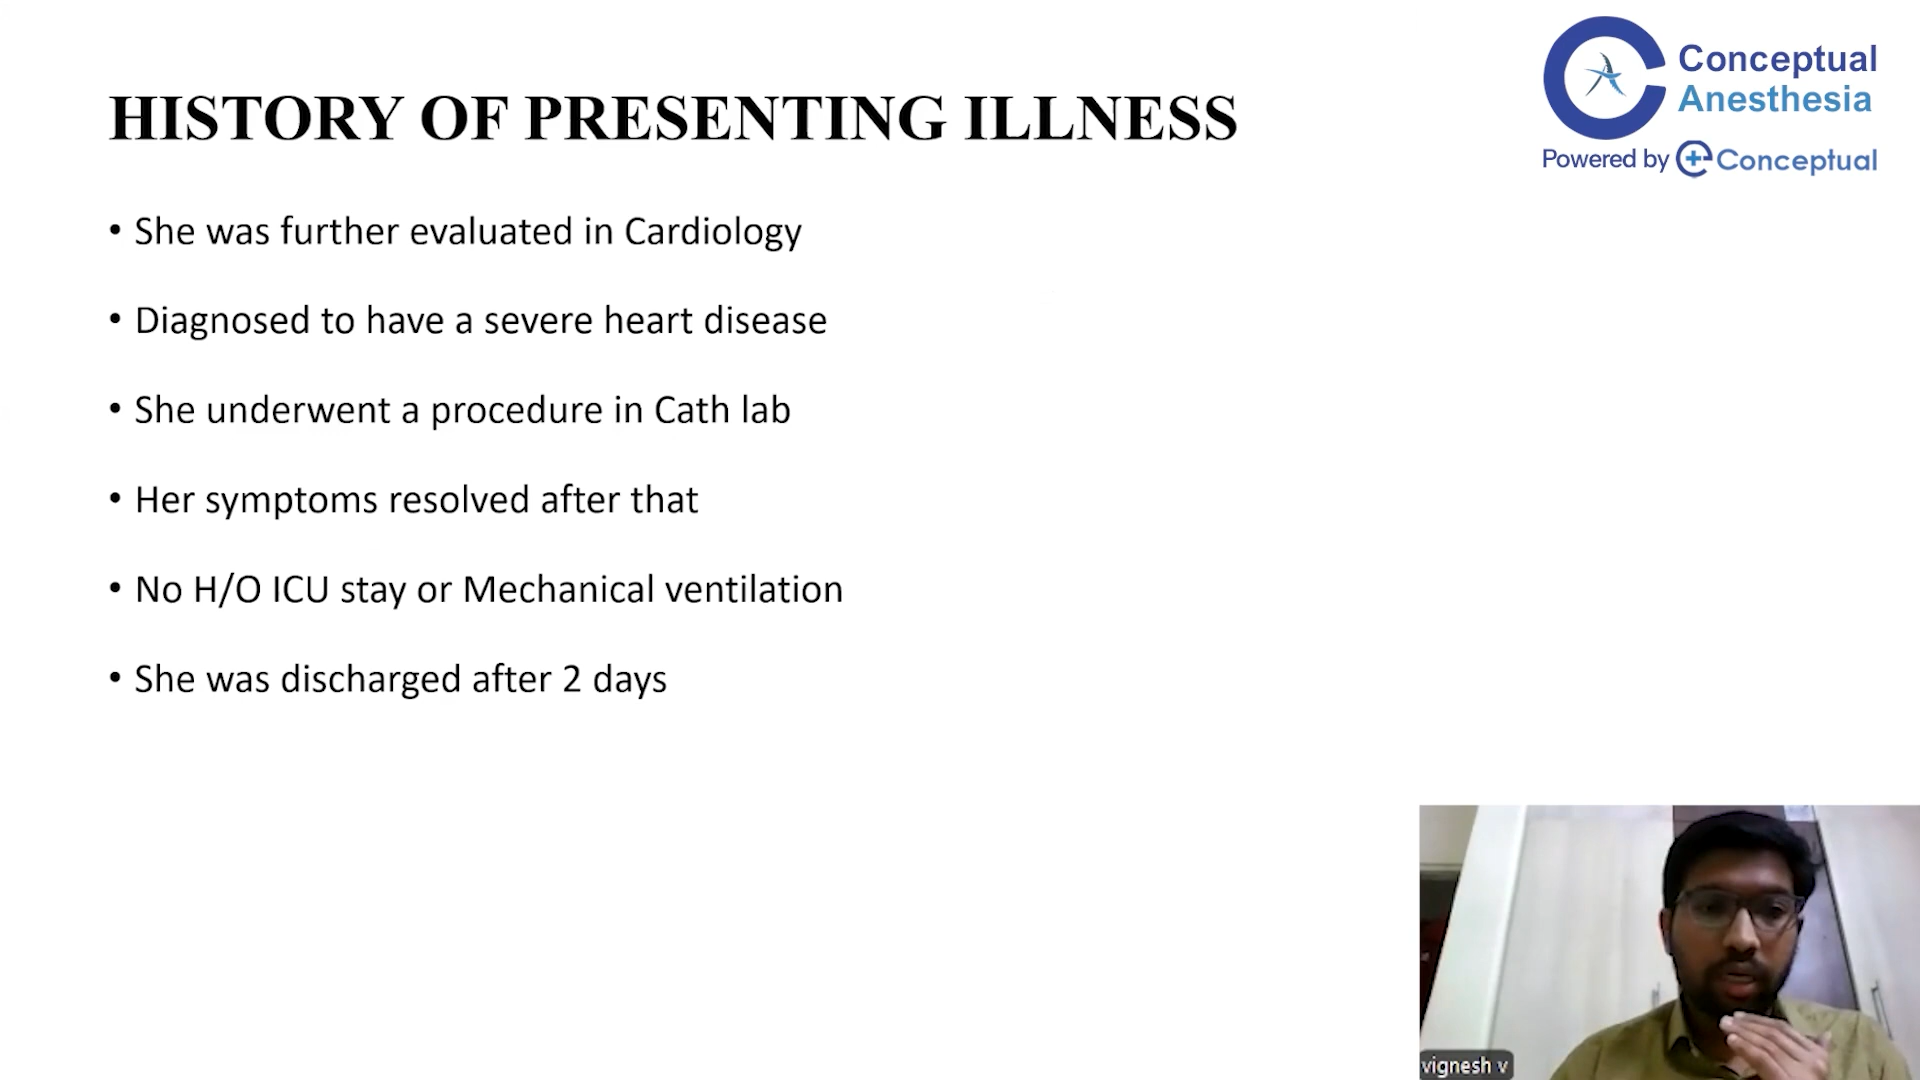 HISTORY OF PRESENTING ILLNESS
Conceptual
Anesthesia
Powered by Conceptual
• She was further evaluated in Cardiology
• Diagnosed to have a severe heart disease
• She underwent a procedure in Cath lab
• Her symptoms resolved after that
• No H/O ICU stay or Mechanical ventilation
• She was discharged after 2 days
vignesh v